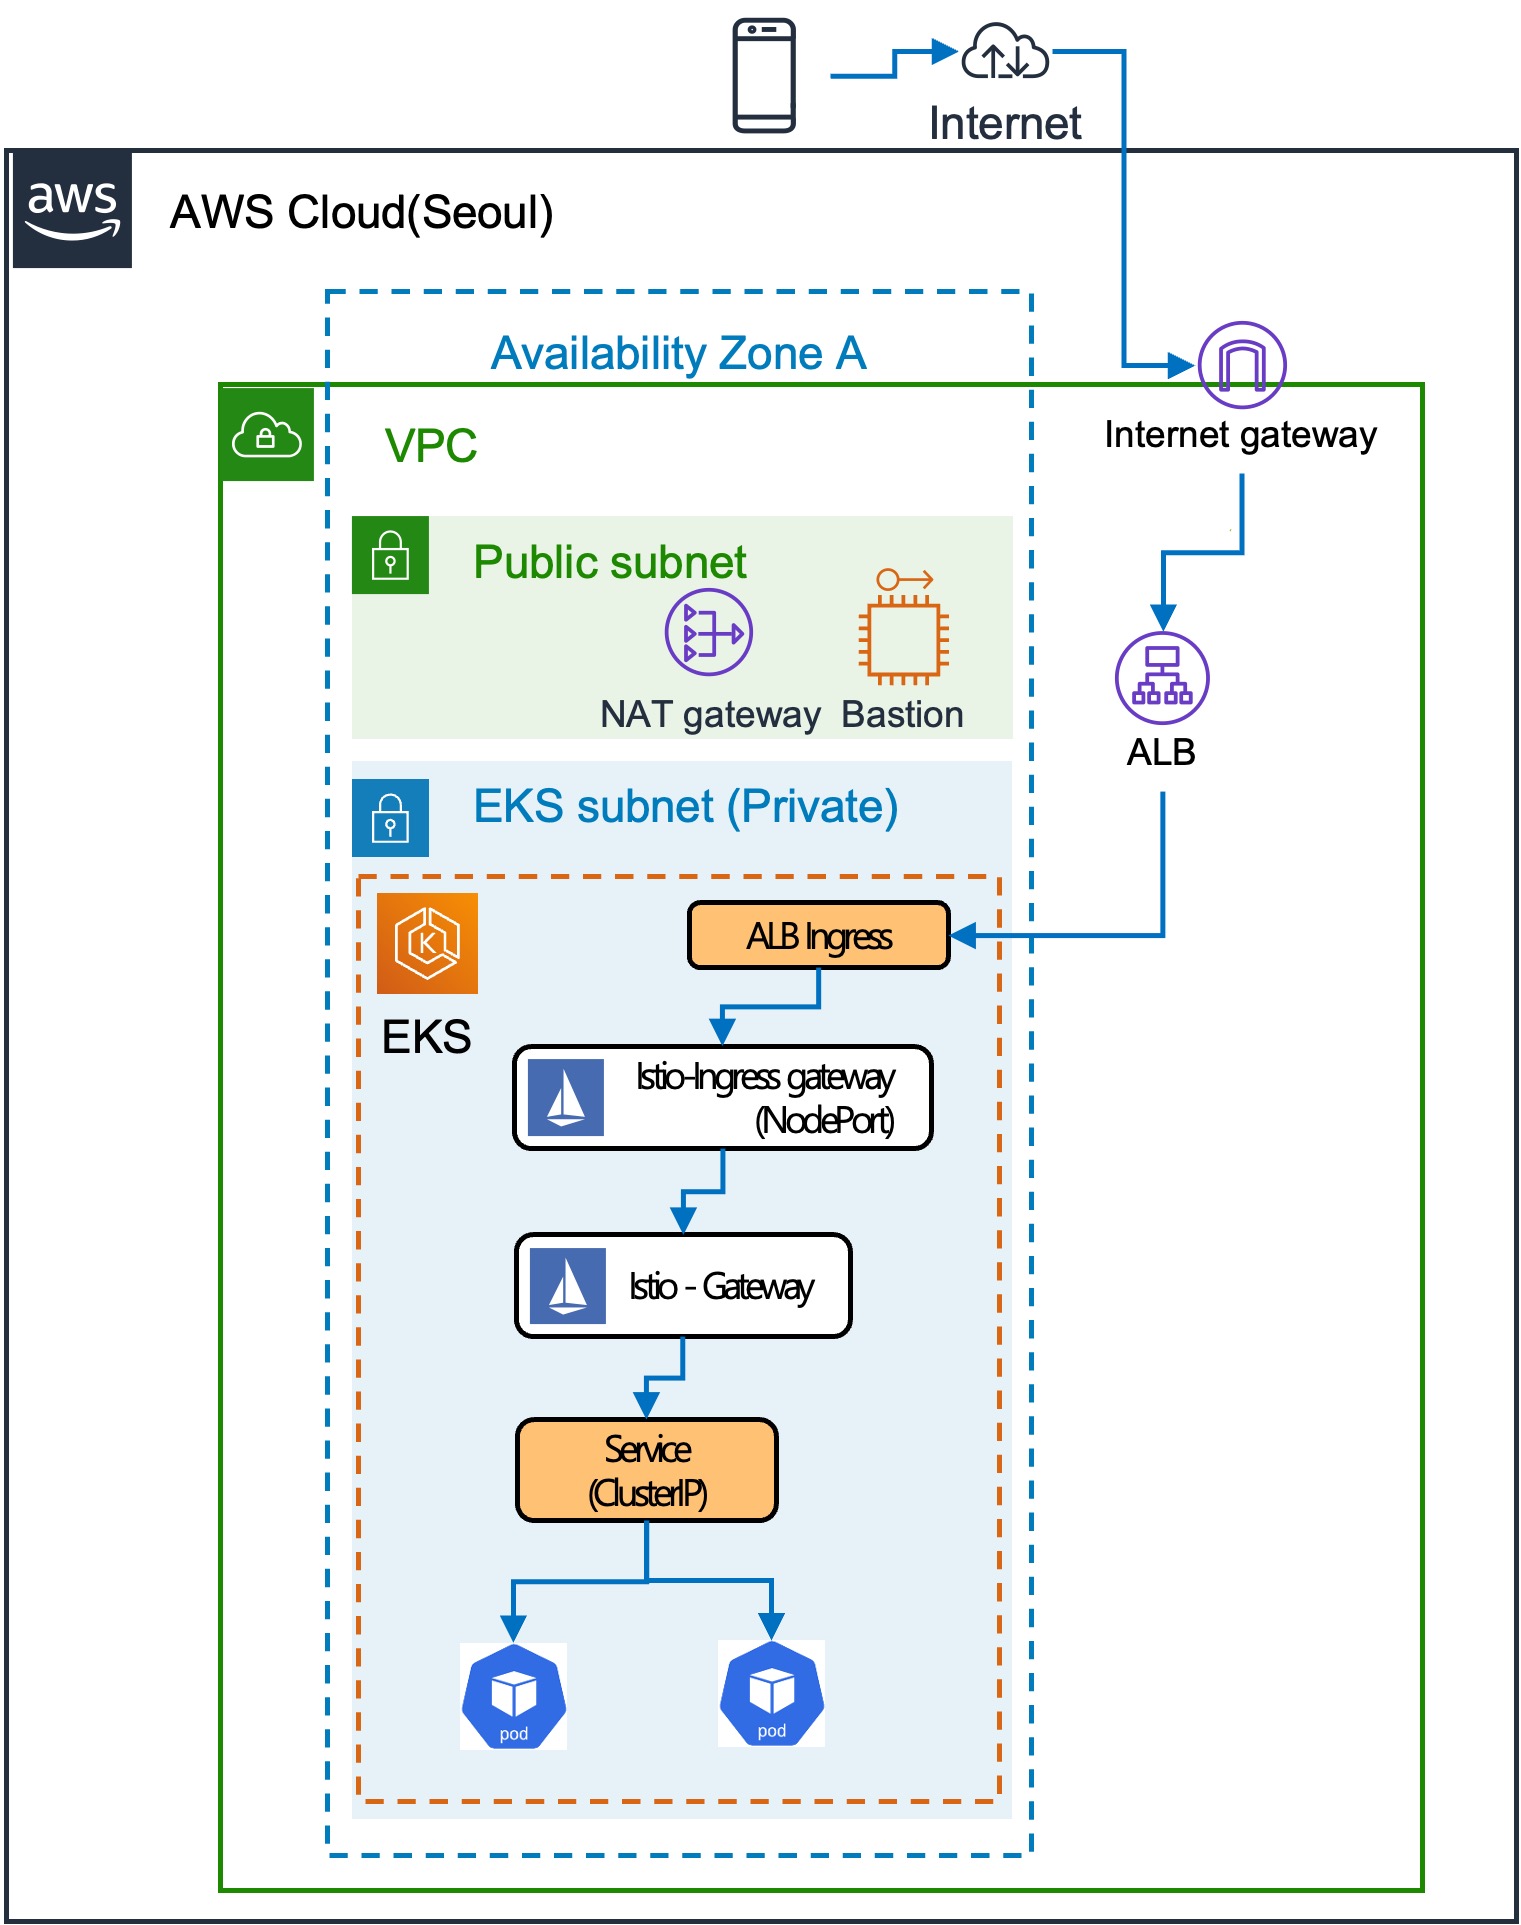 Internet
aws
AWS Cloud(Seoul)
Availability Zone A
VPC
Internet gateway
Public subnet
NAT gateway
Bastion
ALB
EKS subnet (Private)
K
EKS
ALB Ingress
Istio-Ingress gateway
(NodePort)
Istio - Gateway
Service
(ClusterIP)
pod
pod